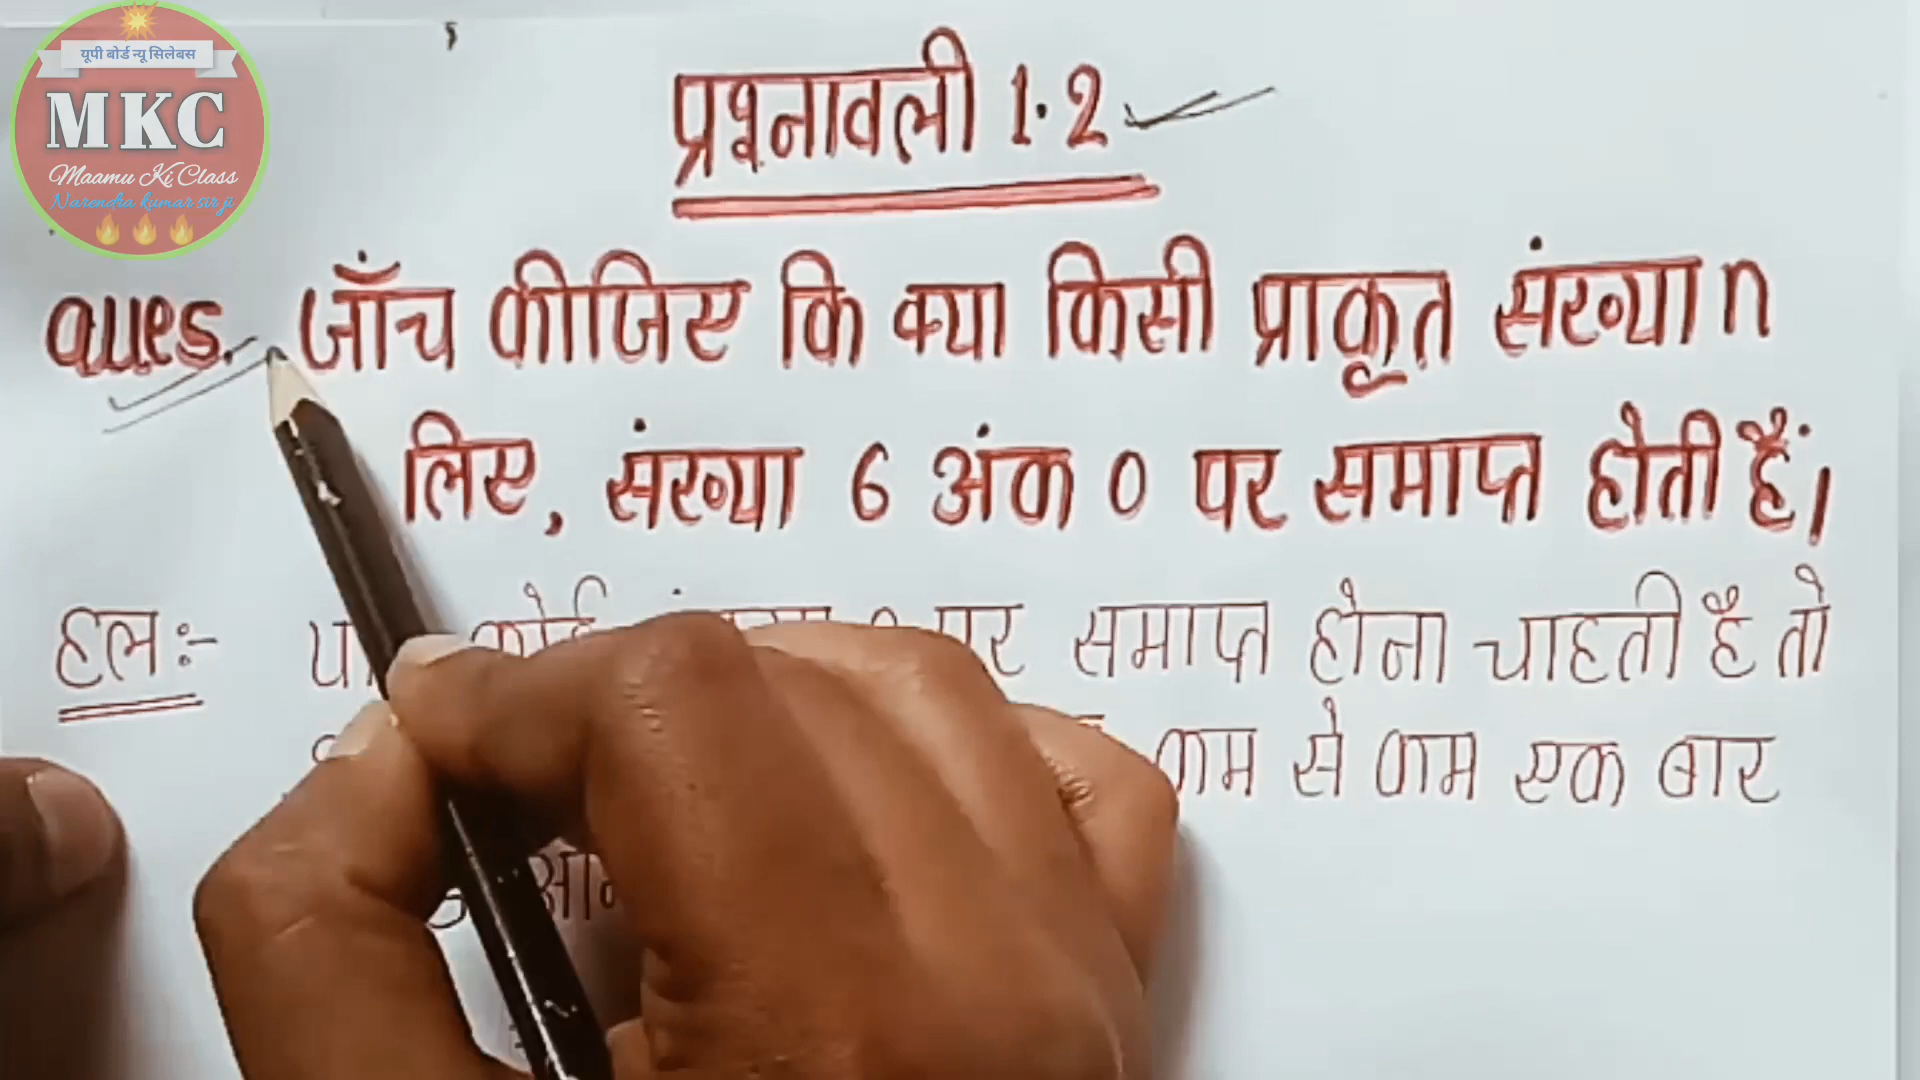 यूपी बोर्ड न्यू सिलेबस
MKC
Maamu Ki Class
Narendra kumar sir ji
प्रश्नावली 1.2
Ques. जाँच कीजिए कि क्या किसी प्राकृत संख्या n
लिए, संख्या 6 अंक 0 पर समाप्त होती हैं।
हल :- पर समाप्त होना चाहती है तो
कम से कम एक बार